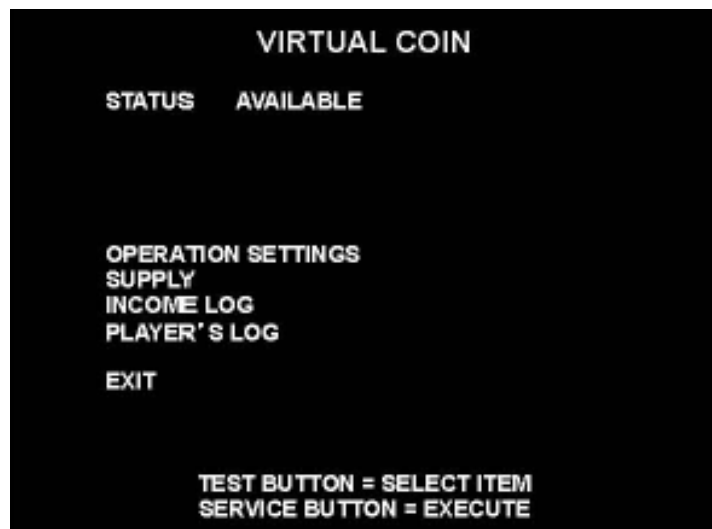 VIRTUAL COIN
STATUS AVAILABLE
OPERATION SETTINGS
SUPPLY
INCOME LOG
PLAYER'S LOG
EXIT
TEST BUTTON = SELECT ITEM
SERVICE BUTTON = EXECUTE